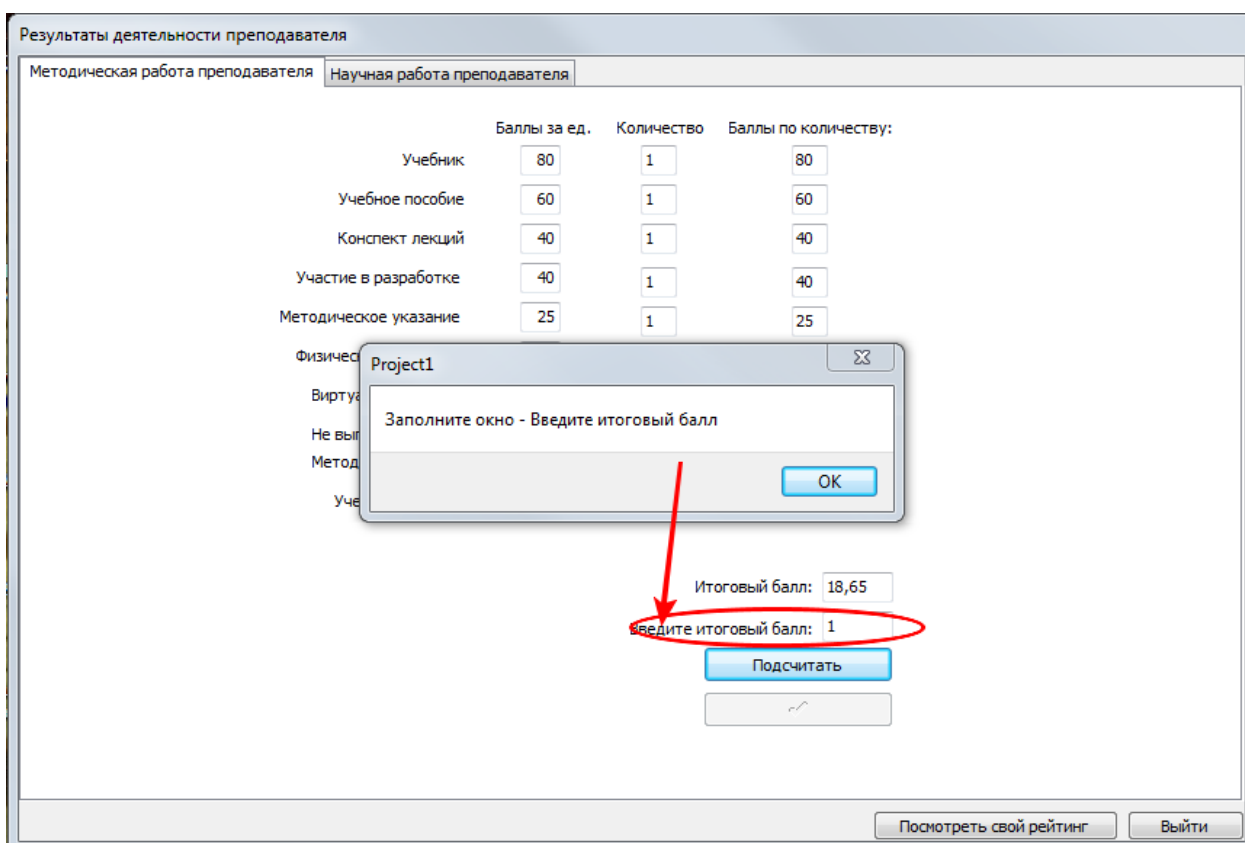 Результаты деятельности преподавателя
Методическая работа преподавателя Научная работа преподавателя
Баллы за ед. Количество Баллы по количеству:
Учебник 80 1 80
Учебное пособие 60 1 60
Конспект лекций 40 1 40
Участие в разработке 40 1 40
Методическое указание 25 1 25
Project1
Заполните окно - Введите итоговый балл
OK
Итоговый балл: 18,65
Введите итоговый балл: 1
Подсчитать
Посмотреть свой рейтинг Выйти